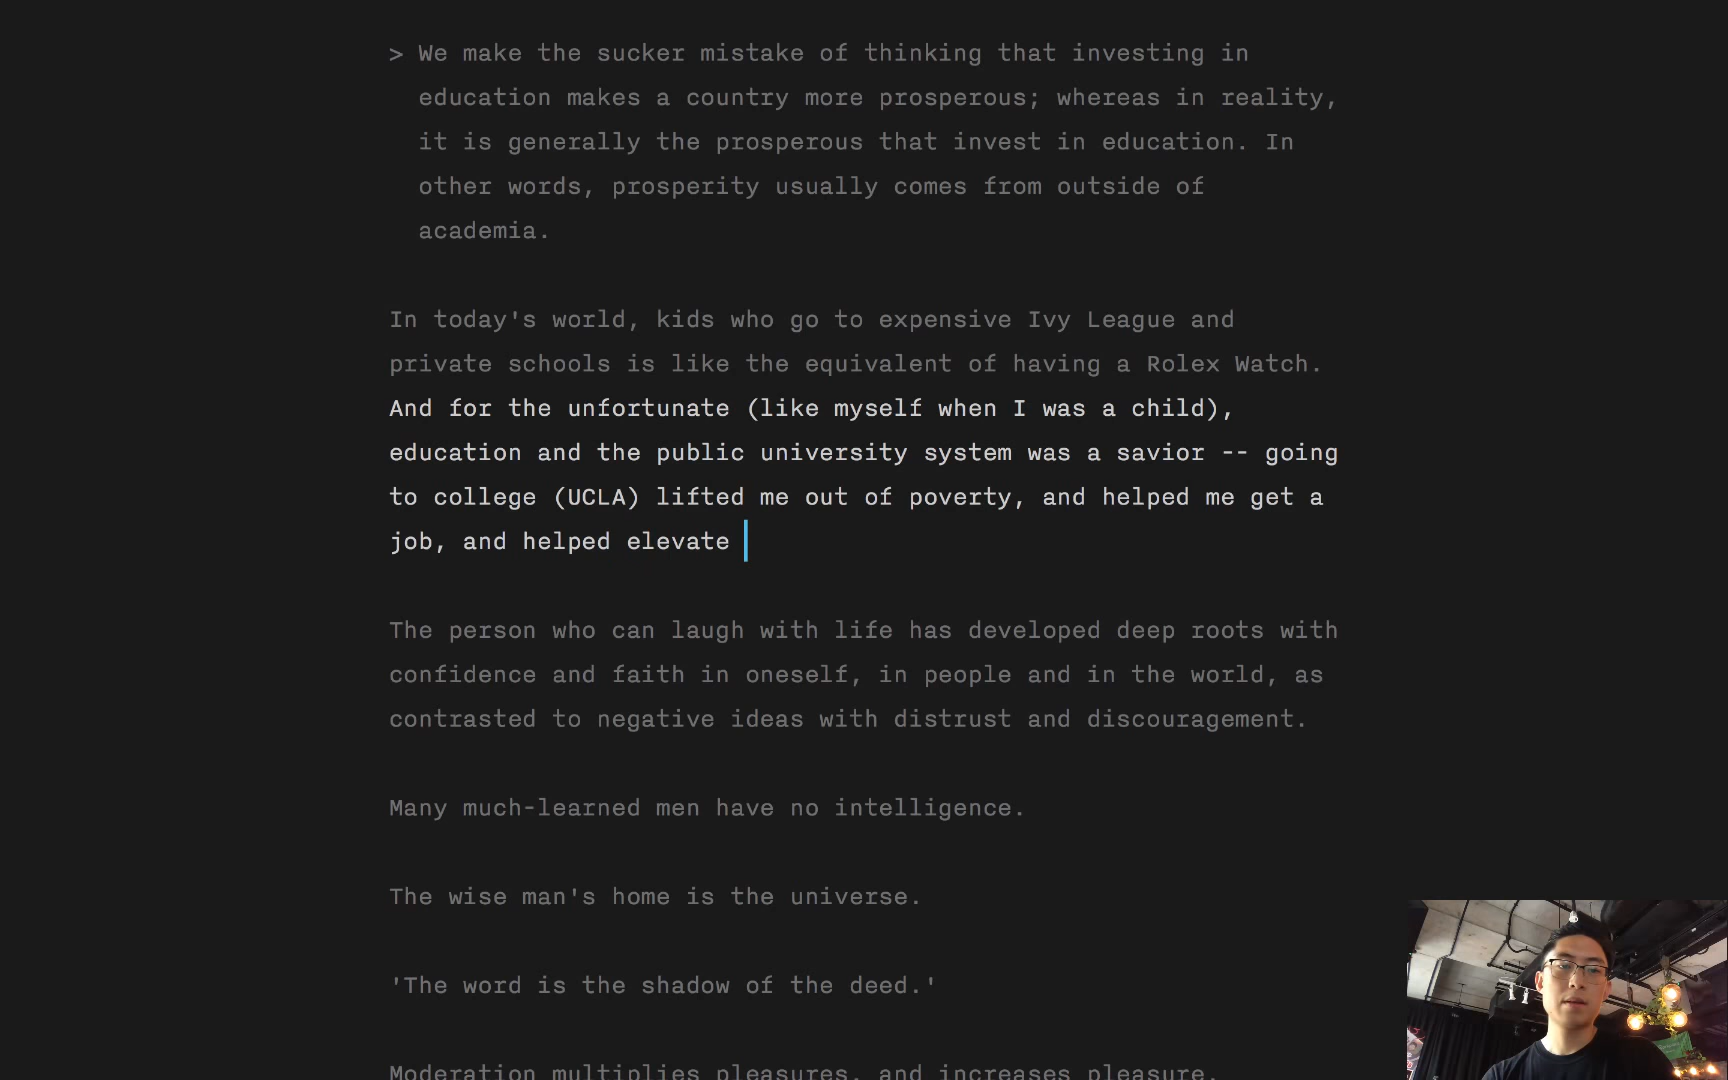 > We make the sucker mistake of thinking that investing in
education makes a country more prosperous; whereas in reality,
it is generally the prosperous that invest in education. In
other words, prosperity usually comes from outside of
academia.
In today's world, kids who go to expensive Ivy League and
private schools is like the equivalent of having a Rolex Watch.
And for the unfortunate (like myself when I was a child),
education and the public university system was a savior -- going
to college (UCLA) lifted me out of poverty, and helped me get a
job, and helped elevate
The person who can laugh with life has developed deep roots with
confidence and faith in oneself, in people and in the world, as
contrasted to negative ideas with distrust and discouragement.
Many much-learned men have no intelligence.
The wise man's home is the universe.
'The word is the shadow of the deed.'
Moderation multiplies pleasures, and increases pleasure.